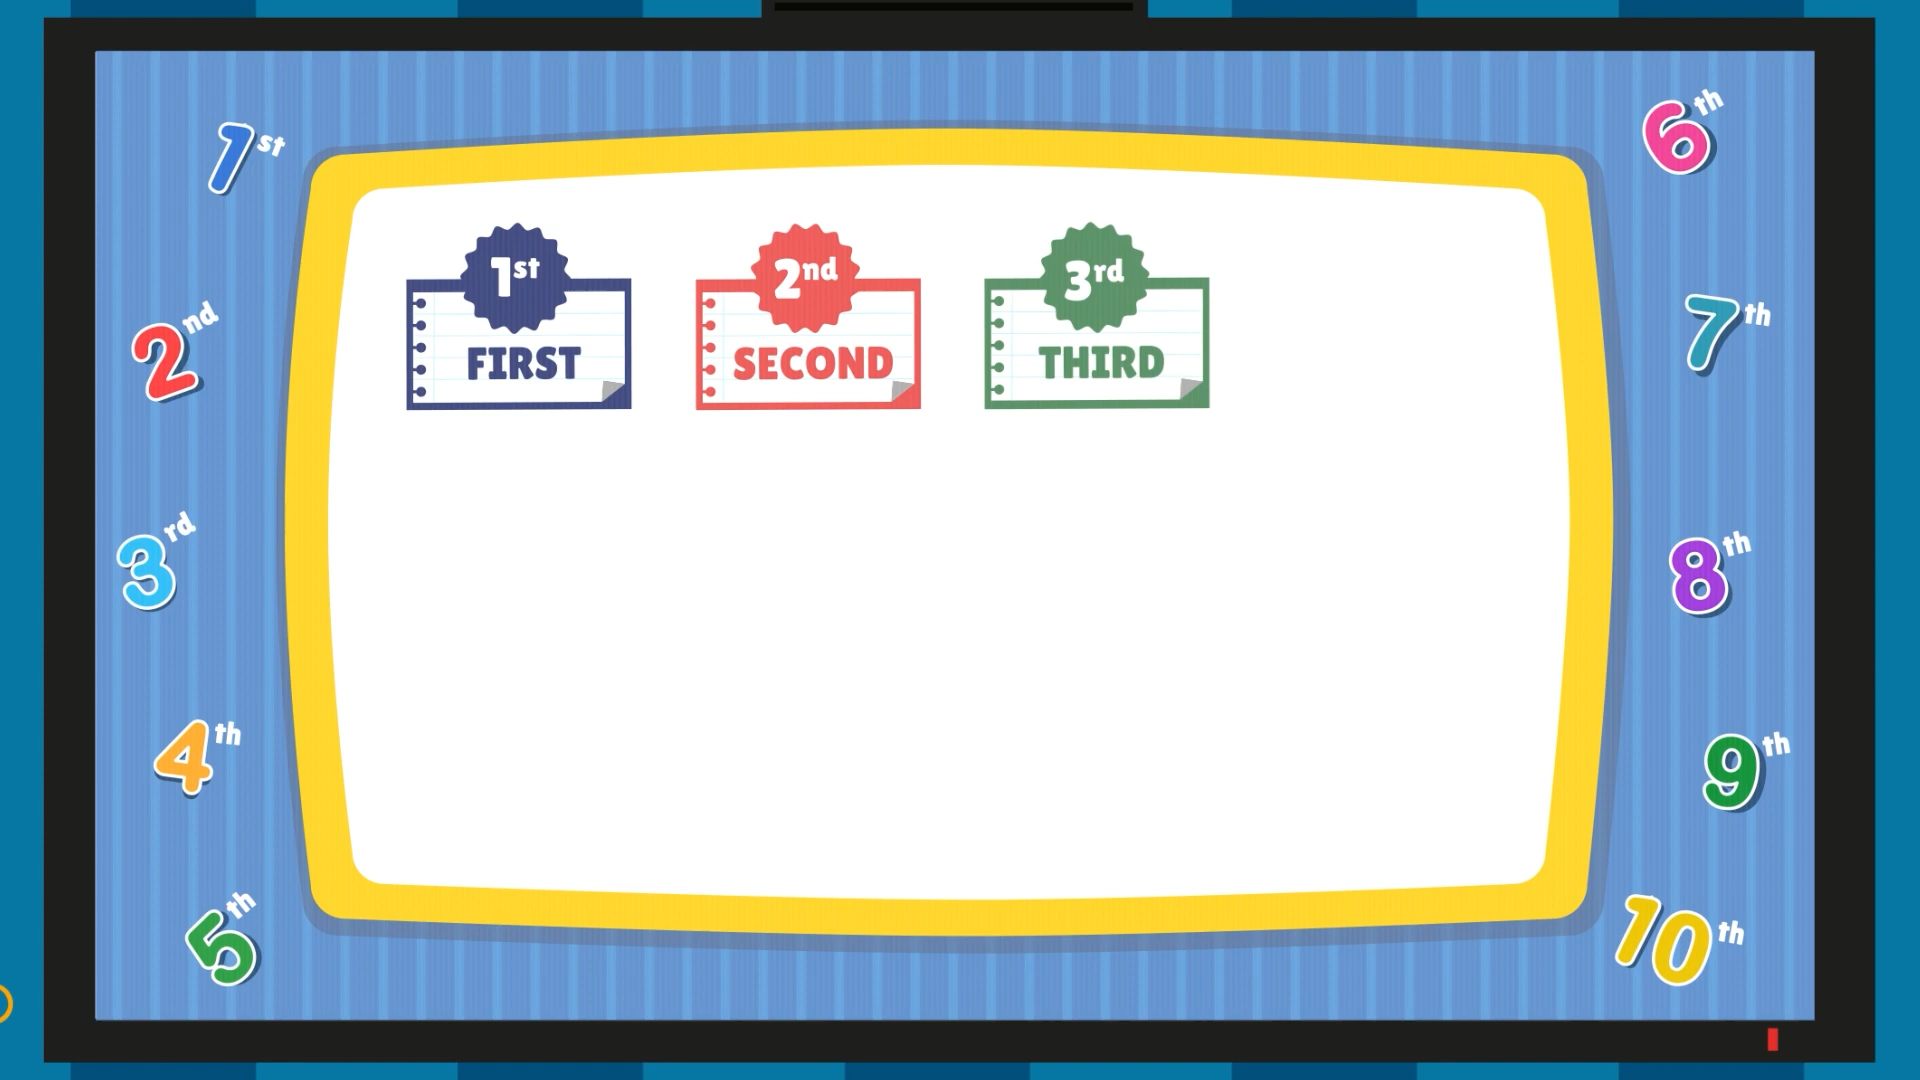 1st
2nd
3rd
4th
5th
1st
FIRST
2nd
SECOND
3rd
THIRD
6th
7th
8th
9th
10th